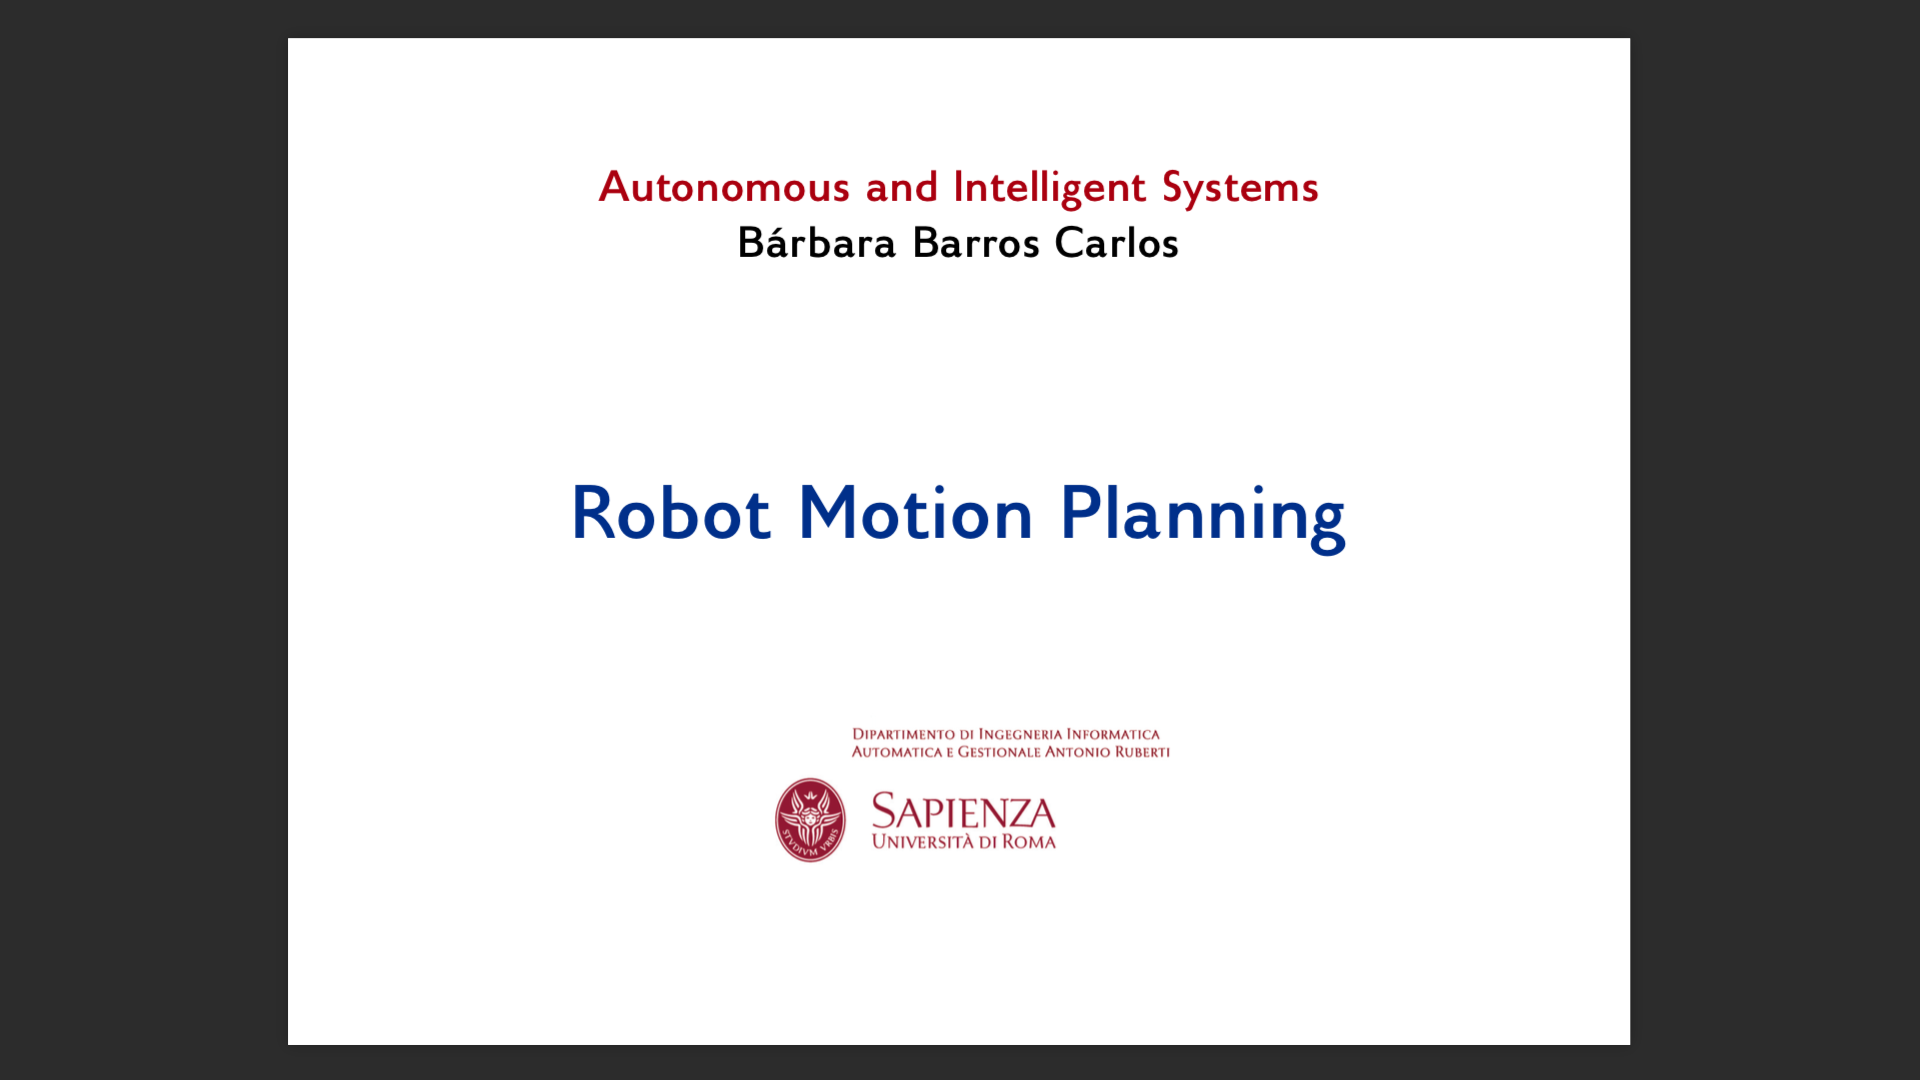 Autonomous and Intelligent Systems
Bárbara Barros Carlos
Robot Motion Planning
Dipartimento di Ingegneria Informatica
Automatica e Gestionale Antonio Ruberti
Sapienza
Università di Roma
STVDIVM VRBIS